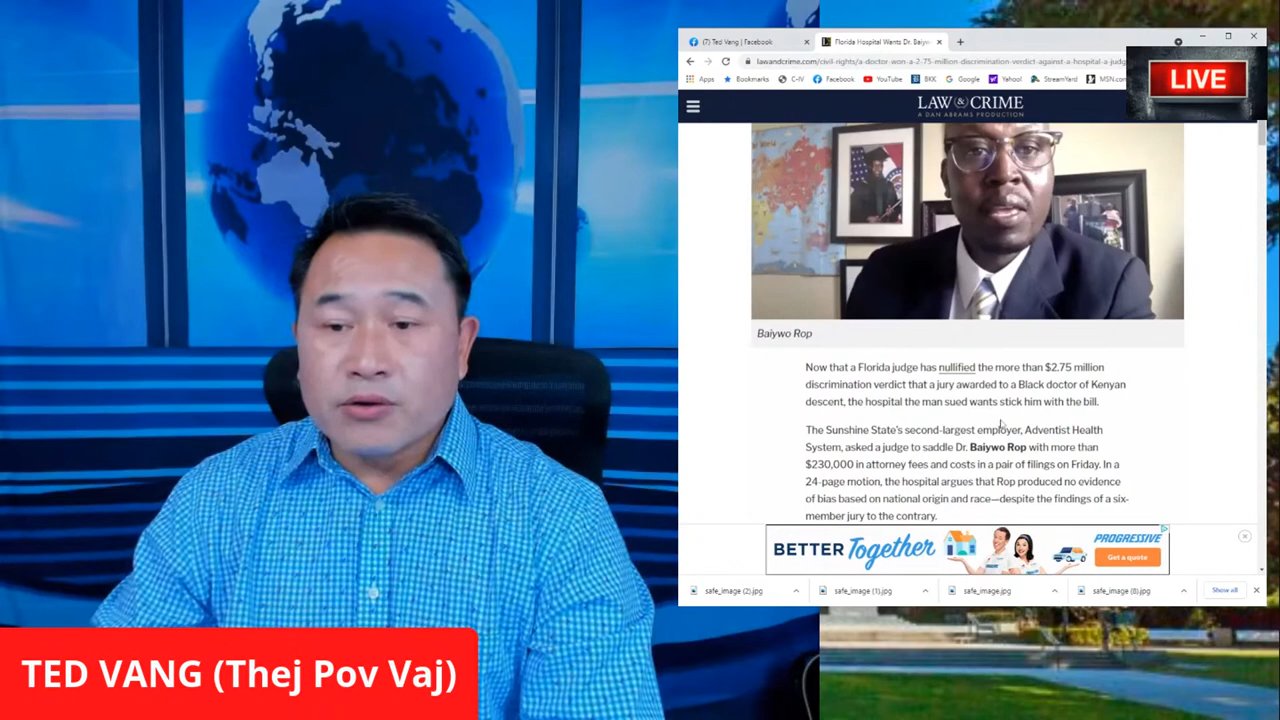 (7) Ted Vang | Facebook
Florida Hospital Wants Dr. Baiyw
lawandcrime.com/civil-rights/a-doctor-won-a-2-75-million-discrimination-verdict-against-a-hospital-a-judg
LIVE
Apps
Bookmarks
C-IV
Facebook
YouTube
BKK
Google
Yahoo!
StreamYard
MSN.com
LAW & CRIME
A DAN ABRAMS PRODUCTION
Baiywo Rop
Now that a Florida judge has nullified the more than $2.75 million
discrimination verdict that a jury awarded to a Black doctor of Kenyan
descent, the hospital the man sued wants stick him with the bill.
The Sunshine State's second-largest employer, Adventist Health
System, asked a judge to saddle Dr. Baiywo Rop with more than
$230,000 in attorney fees and costs in a pair of filings on Friday. In a
24-page motion, the hospital argues that Rop produced no evidence
of bias based on national origin and race—despite the findings of a six-
member jury to the contrary.
BETTER Together
PROGRESSIVE
Get a quote
safe_image (2).jpg
safe_image (1).jpg
safe_image.jpg
safe_image (8).jpg
Show all
TED VANG (Thej Pov Vaj)